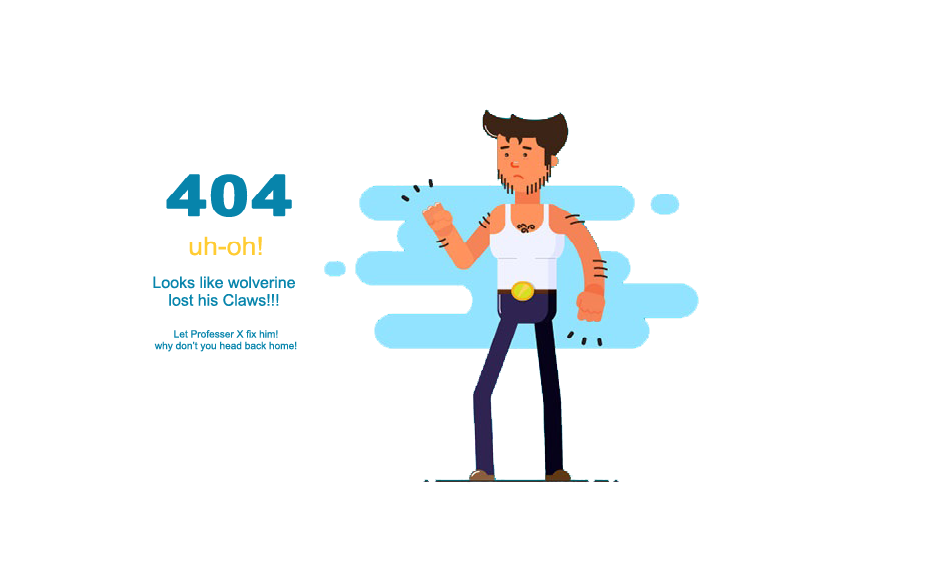 404
uh-oh!
Looks like wolverine
lost his Claws!!!
Let Professer X fix him!
why don't you head back home!